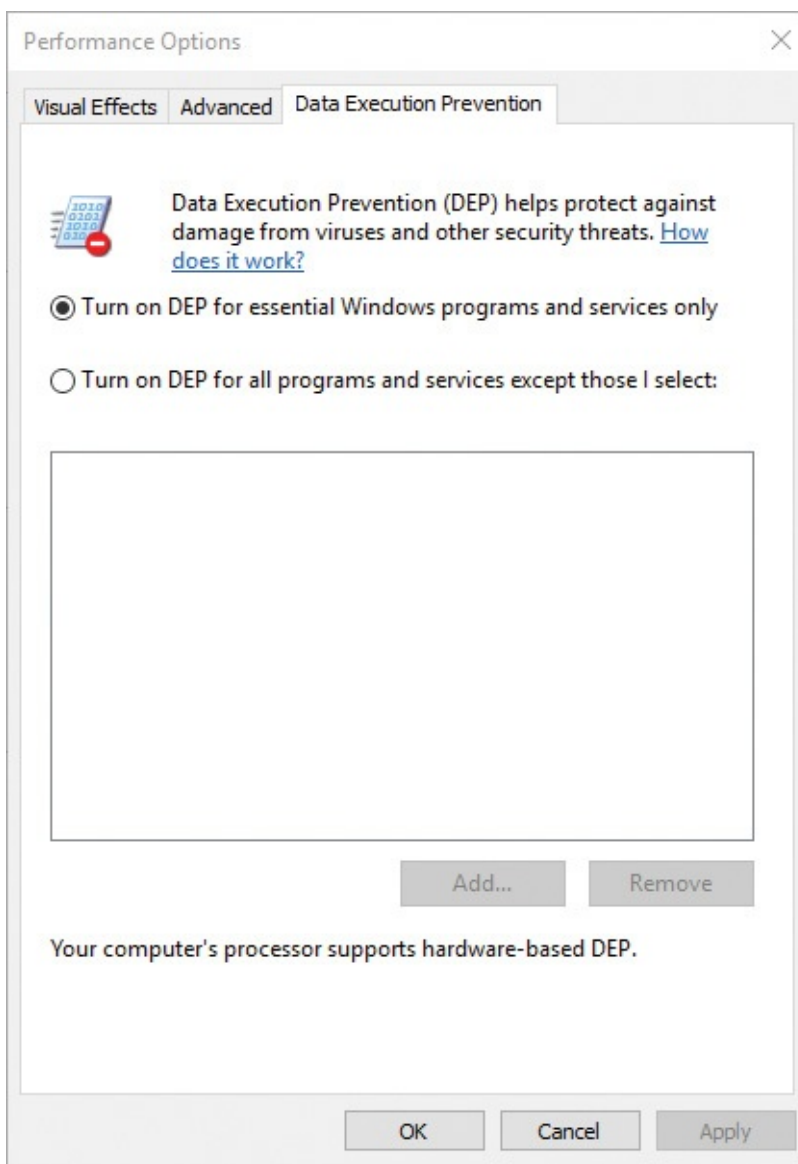 Performance Options
Visual Effects
Advanced
Data Execution Prevention
1010
0101
1010
Data Execution Prevention (DEP) helps protect against
damage from viruses and other security threats. How
does it work?
Turn on DEP for essential Windows programs and services only
Turn on DEP for all programs and services except those I select:
Add...
Remove
Your computer's processor supports hardware-based DEP.
OK
Cancel
Apply